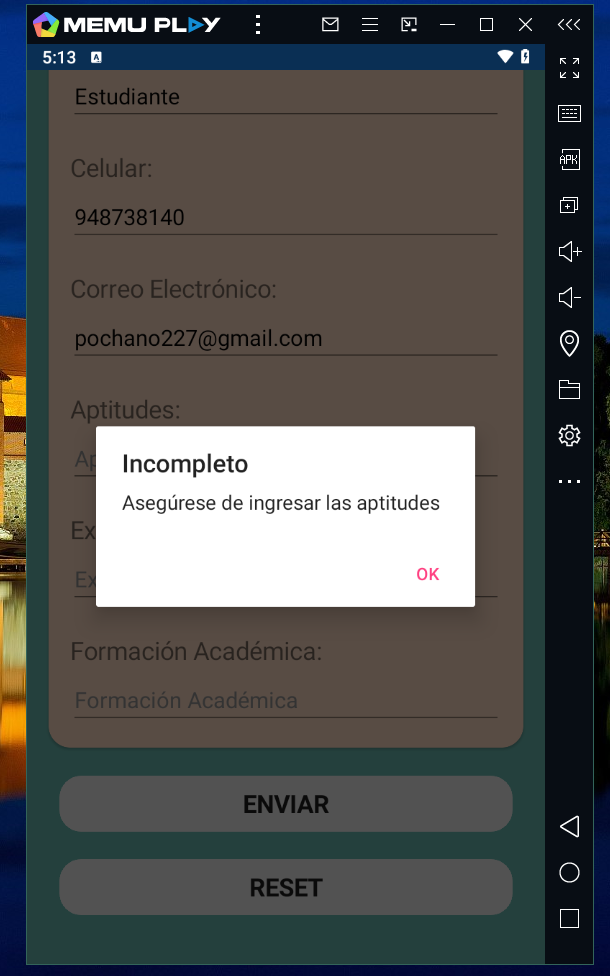 MEMU PLAY
5:13 A
Estudiante
Celular:
948738140
Correo Electrónico:
pochano227@gmail.com
Aptitudes:
Ap
Incompleto
Asegúrese de ingresar las aptitudes
OK
Ex
Ex
Formación Académica:
Formación Académica
ENVIAR
RESET
APK